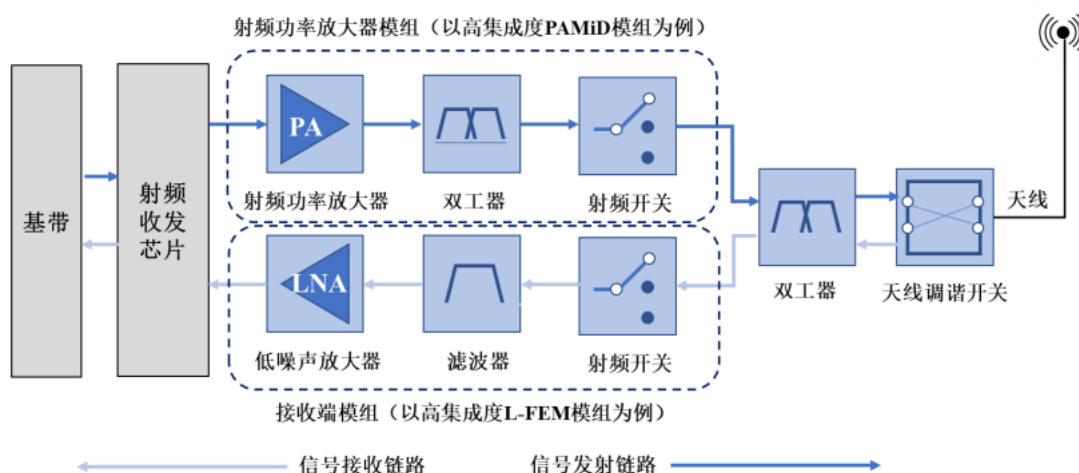 射频功率放大器模组（以高集成度PAMiD模组为例）
基带
射频
收发
芯片
PA
射频功率放大器
双工器
射频开关
天线
双工器
天线调谐开关
LNA
低噪声放大器
滤波器
射频开关
接收端模组（以高集成度L-FEM模组为例）
信号接收链路
信号发射链路